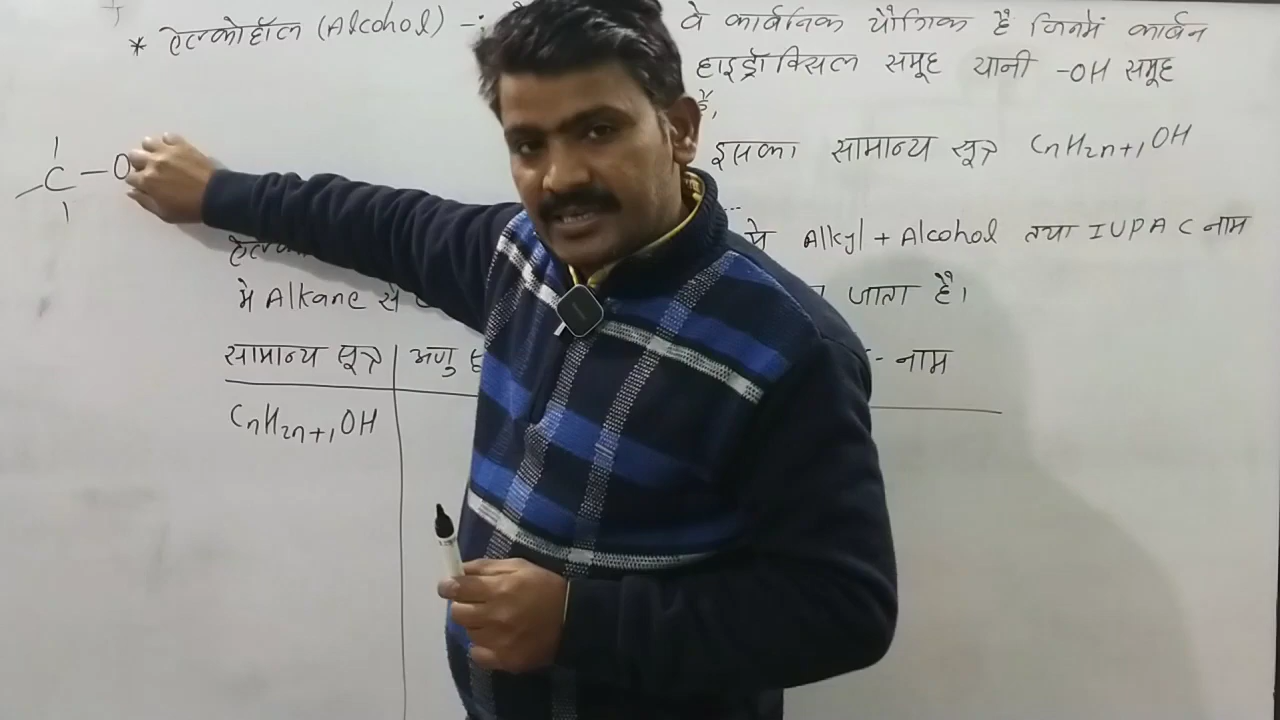 * ऐल्कोहॉल (Alcohol) -: वे कार्बनिक यौगिक है जिनमें कार्बन
हाइड्रॉक्सिल समूह यानी -OH समूह
है,
-C-O
इसका सामान्य सूत्र CnH2n+1OH
मे Alkyl + Alcohol तथा IUPAC नाम
मे Alkane से जाता है।
सामान्य सूत्र | अणु - नाम
CnH2n+1OH